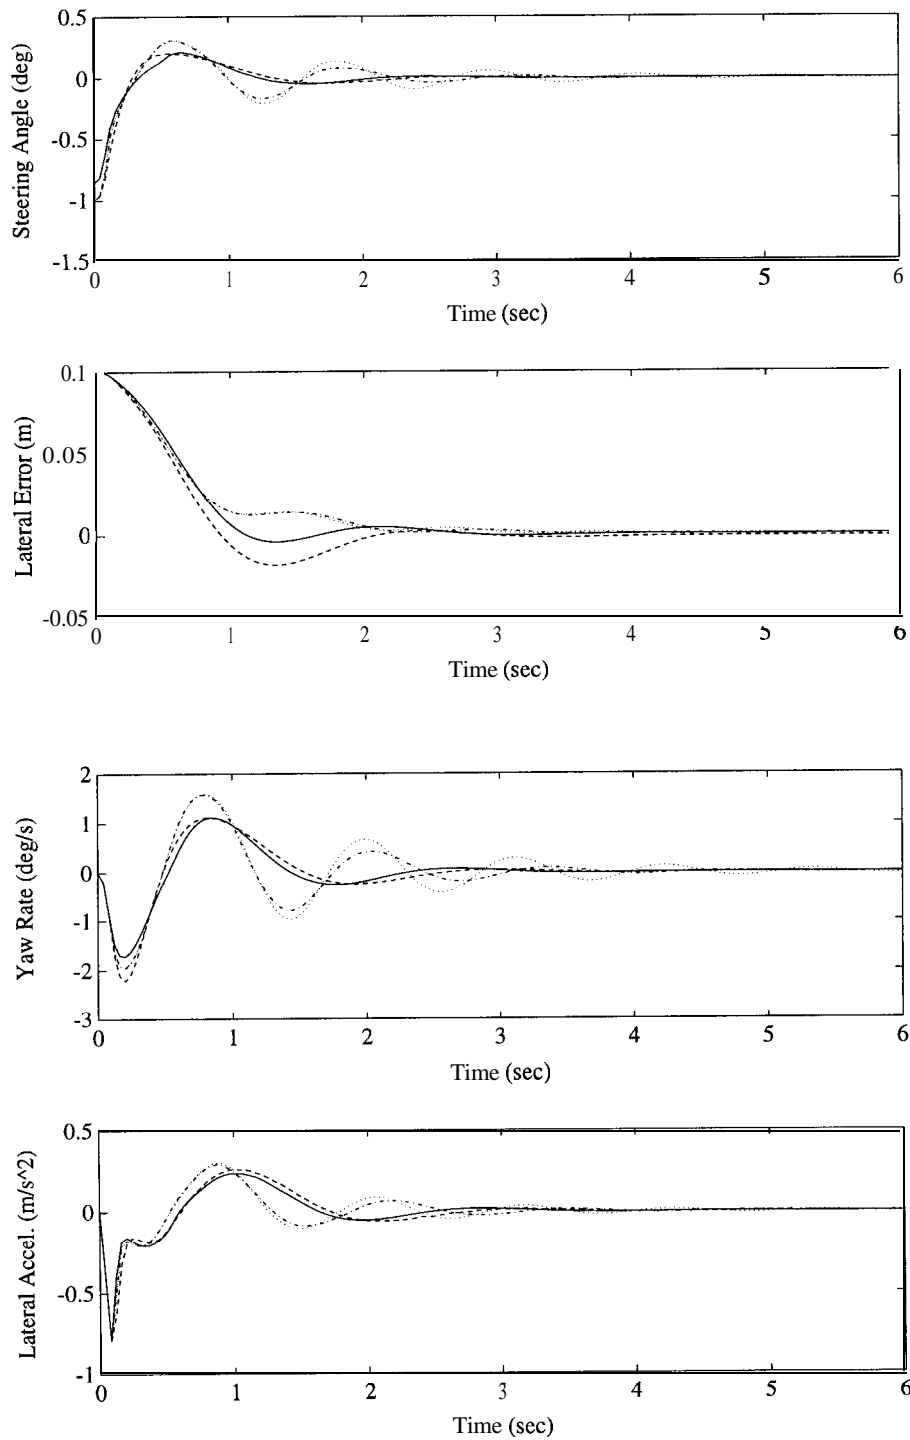 0.5
0
-0.5
-1
-1.5
Steering Angle (deg)
0 1 2 3 4 5 6
Time (sec)
0.1
0.05
0
-0.05
Lateral Error (m)
0 1 2 3 4 5 6
Time (sec)
2
1
0
-1
-2
-3
Yaw Rate (deg/s)
0 1 2 3 4 5 6
Time (sec)
0.5
0
-0.5
-1
Lateral Accel. (m/s^2)
0 1 2 3 4 5 6
Time (sec)